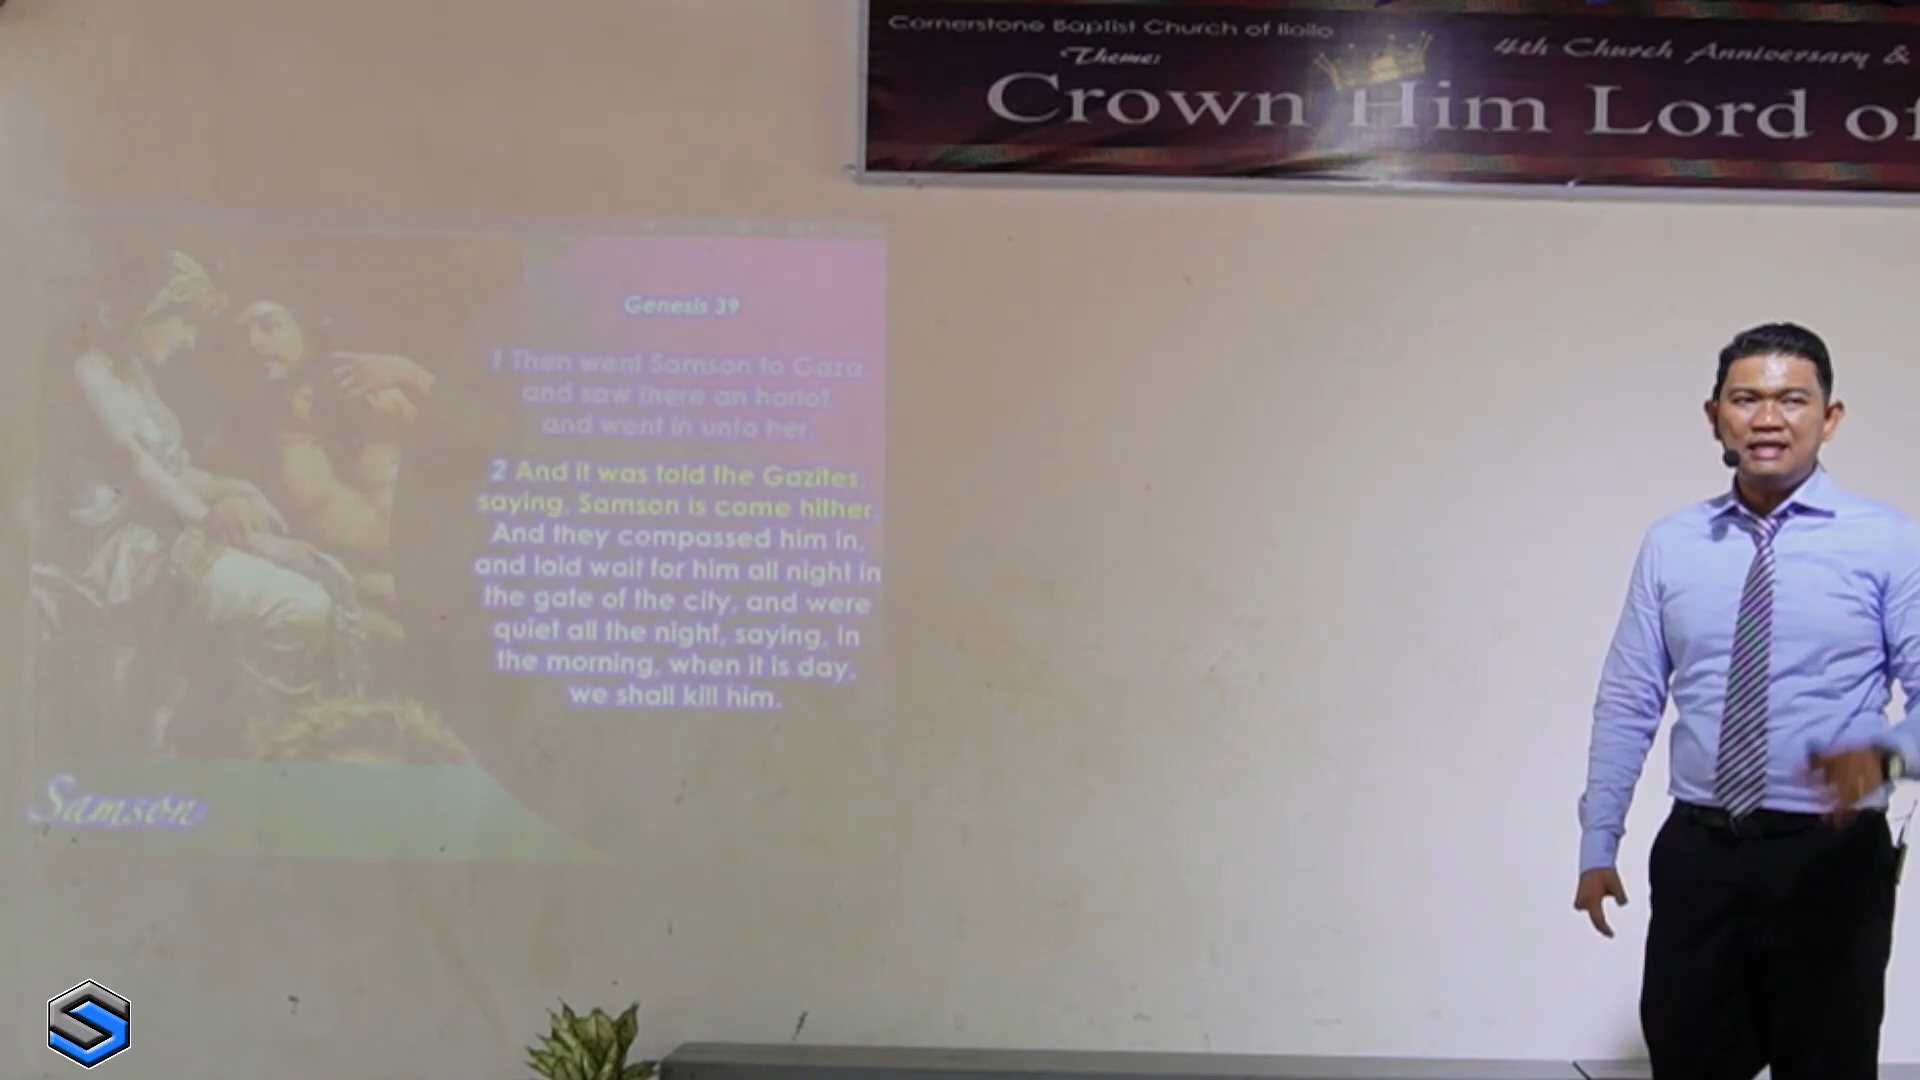 Cornerstone Baptist Church of Iloilo
Theme:
4th Church Anniversary &
Crown Him Lord of
Genesis 39
1 Then went Samson to Gaza,
and saw there an harlot,
and went in unto her.
2 And it was told the Gazites,
saying, Samson is come hither.
And they compassed him in,
and laid wait for him all night in
the gate of the city, and were
quiet all the night, saying, In
the morning, when it is day,
we shall kill him.
Samson